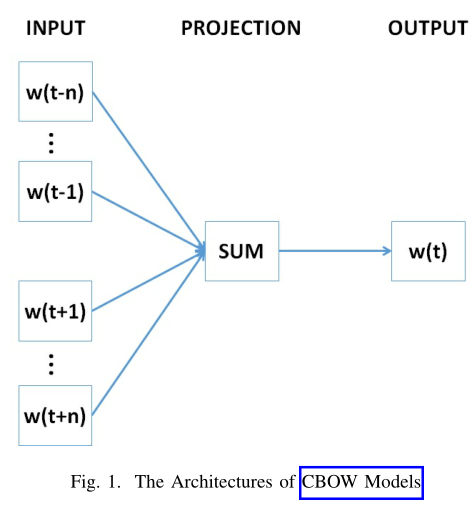 INPUT PROJECTION OUTPUT
w(t-n)
⋮
w(t-1)
SUM w(t)
w(t+1)
⋮
w(t+n)
Fig. 1. The Architectures of CBOW Models